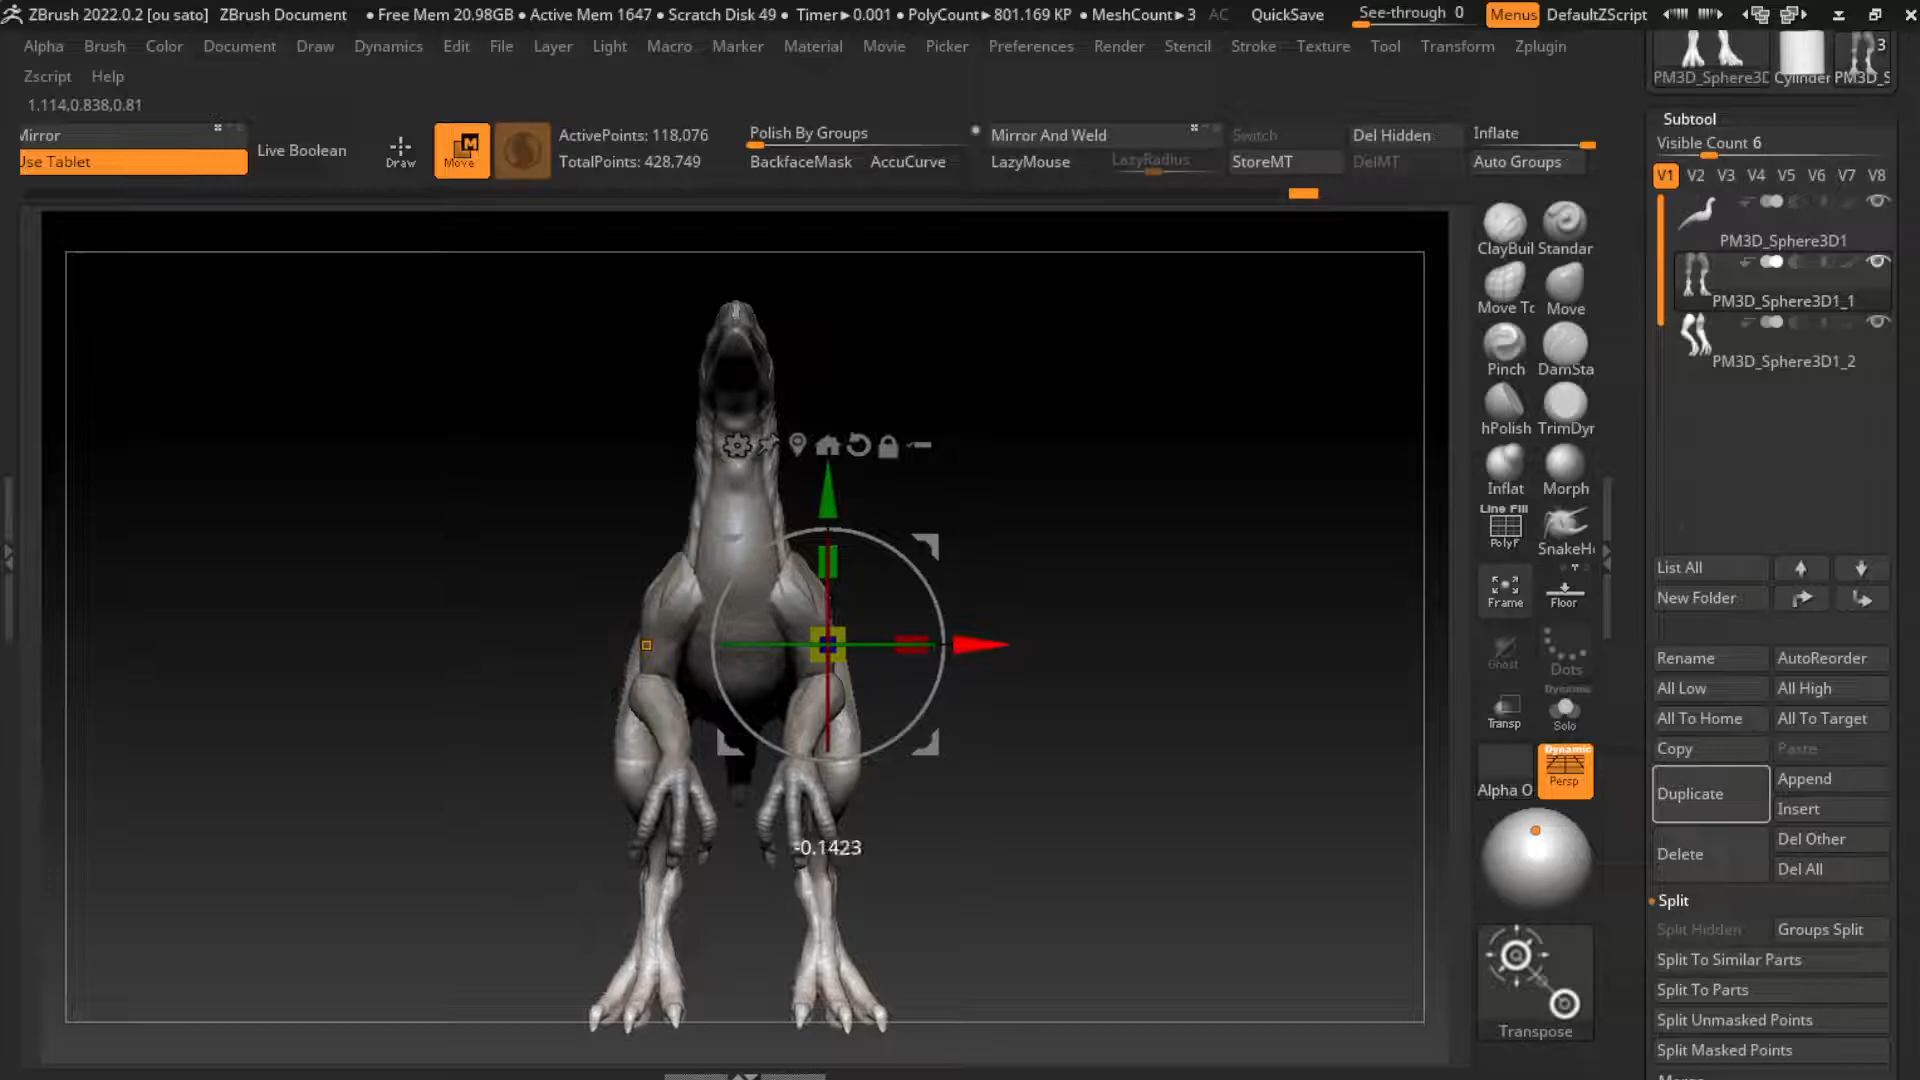 ZBrush 2022.0.2 [ou sato] ZBrush Document • Free Mem 20.98GB • Active Mem 1647 • Scratch Disk 49 • Timer▸0.001 • PolyCount▸801.169 KP • MeshCount▸3 AC QuickSave See-through 0 Menus DefaultZScript
Alpha Brush Color Document Draw Dynamics Edit File Layer Light Macro Marker Material Movie Picker Preferences Render Stencil Stroke Texture Tool Transform Zplugin
Zscript Help
1.114,0.838,0.81
Mirror
Use Tablet
Live Boolean
Draw
M
Move
ActivePoints: 118,076
TotalPoints: 428,749
Polish By Groups
BackfaceMask AccuCurve
Mirror And Weld
LazyMouse LazyRadius
Switch Del Hidden
StoreMT DelMT
Inflate
Auto Groups
3
PM3D_Sphere3D Cylinder PM3D_S
Subtool
Visible Count 6
V1 V2 V3 V4 V5 V6 V7 V8
PM3D_Sphere3D1
PM3D_Sphere3D1_1
PM3D_Sphere3D1_2
ClayBuil Standar
Move To Move
Pinch DamSta
hPolish TrimDyn
Inflat Morph
Line Fill
PolyF
SnakeHo
Frame Floor
Ghost Dots
Transp
Dynamic
Solo
Alpha O
Dynamic
Persp
Transpose
-0.1423
List All
New Folder
Rename AutoReorder
All Low All High
All To Home All To Target
Copy Paste
Duplicate Append
Insert
Delete Del Other
Del All
Split
Split Hidden Groups Split
Split To Similar Parts
Split To Parts
Split Unmasked Points
Split Masked Points